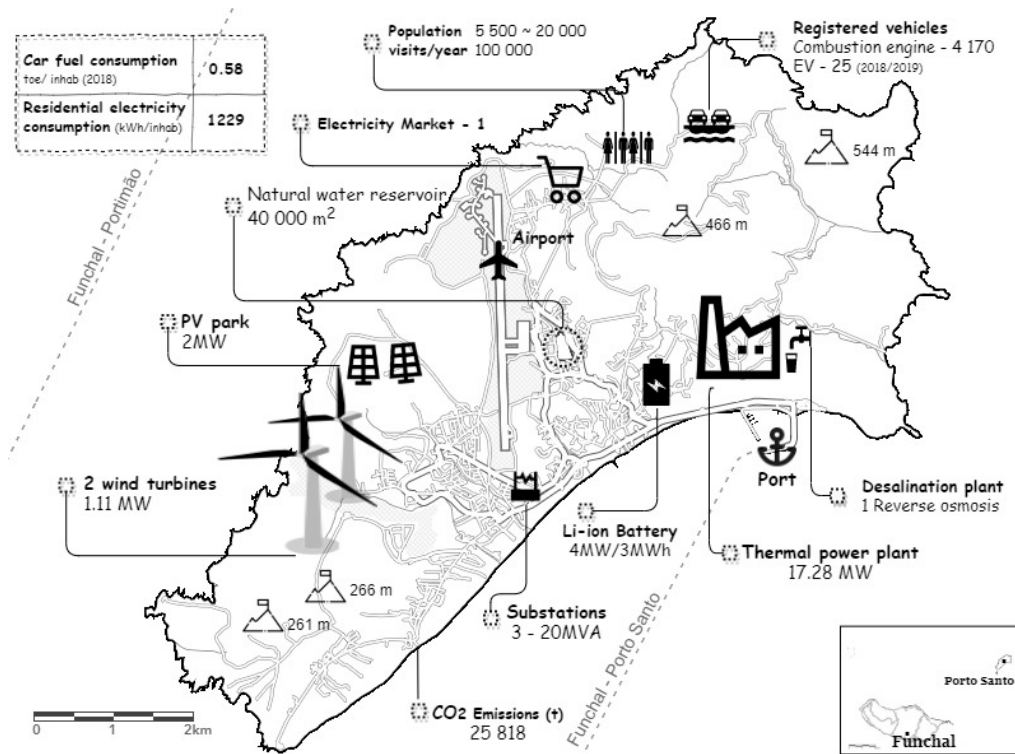 Population 5 500 ~ 20 000
visits/year 100 000
Registered vehicles
Combustion engine - 4 170
EV - 25 (2018/2019)
Car fuel consumption 0.58
toe/ inhab (2018)
Residential electricity 1229
consumption (kWh/inhab)
Electricity Market - 1
544 m
Natural water reservoir
40 000 m²
466 m
Airport
Funchal - Portimão
PV park
2MW
2 wind turbines
1.11 MW
Port
Desalination plant
1 Reverse osmosis
Li-ion Battery
4MW/3MWh
Thermal power plant
17.28 MW
266 m
261 m
Substations
3 - 20MVA
Funchal - Porto Santo
CO2 Emissions (t)
25 818
0 1 2km
Porto Santo
Funchal